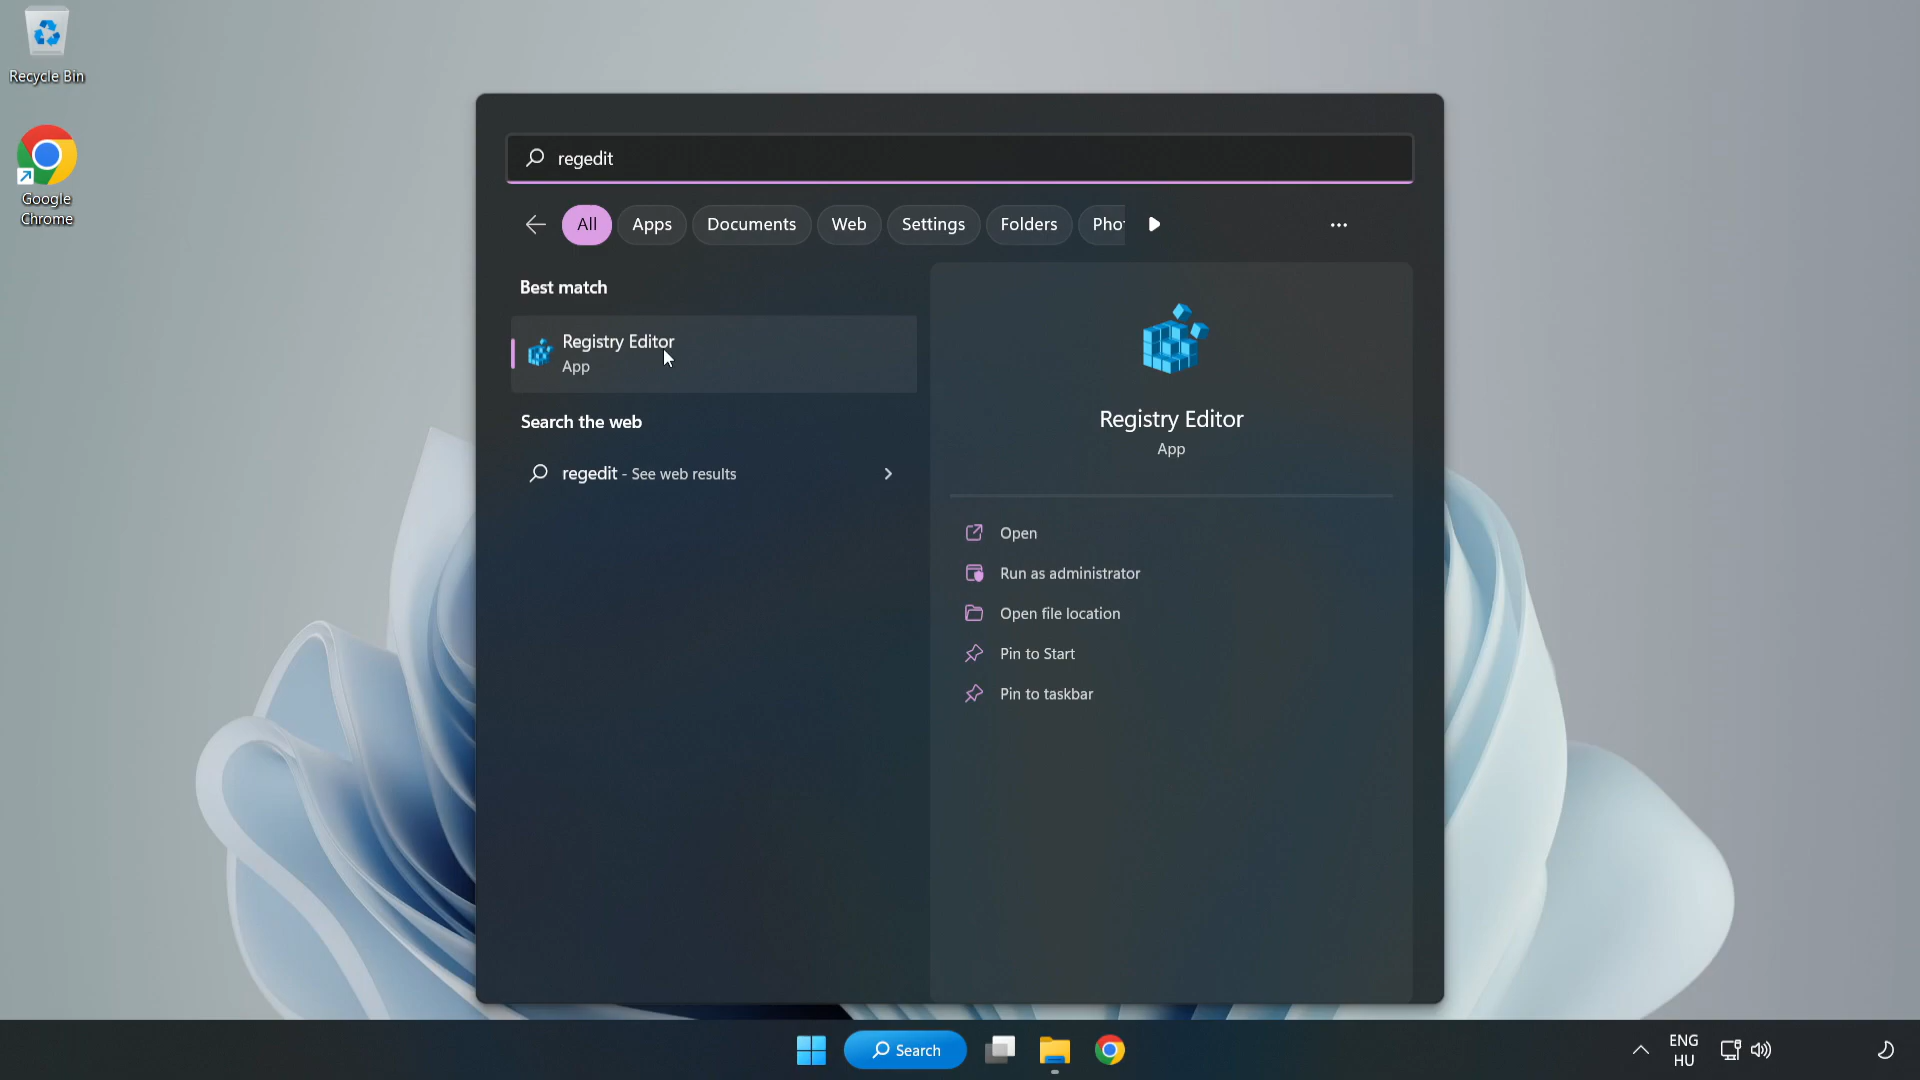 Recycle Bin
Google
Chrome
regedit
All
Apps
Documents
Web
Settings
Folders
Pho
Best match
Registry Editor
App
Search the web
regedit - See web results
Registry Editor
App
Open
Run as administrator
Open file location
Pin to Start
Pin to taskbar
Search
ENG
HU